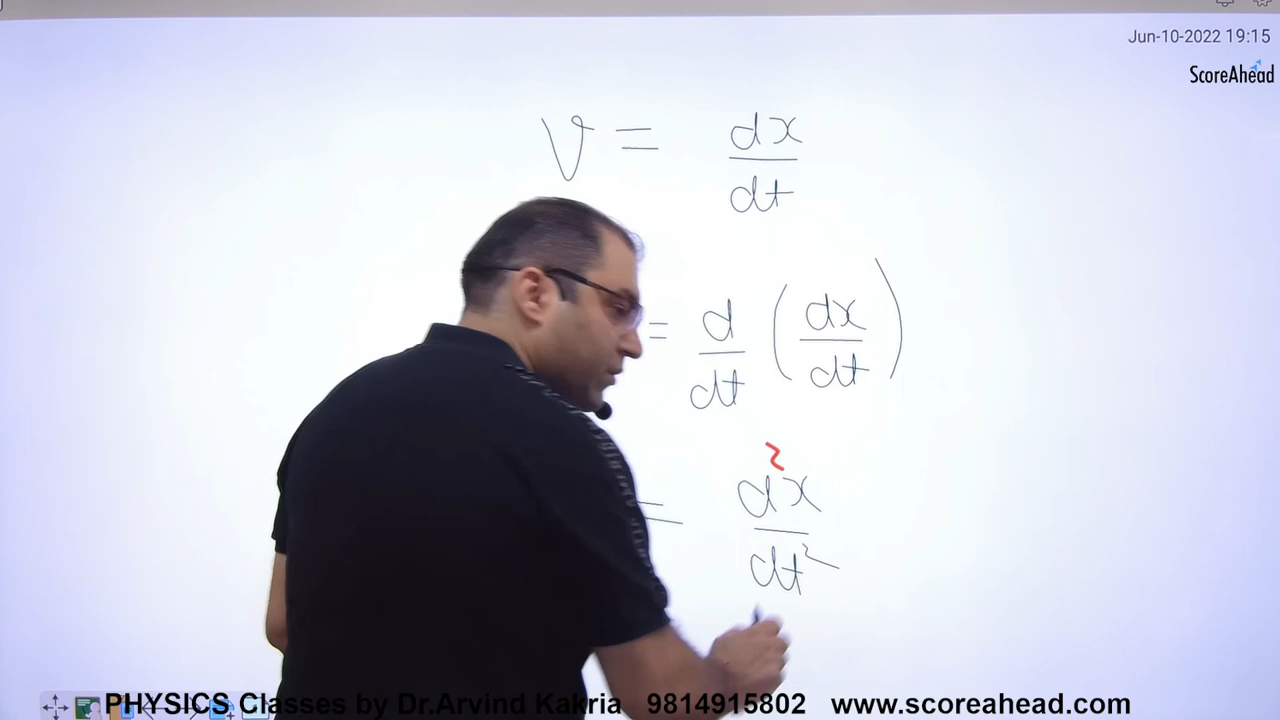 Jun-10-2022 19:15
ScoreAhead
V = dx/dt
= d/dt (dx/dt)
= d²x/dt²
PHYSICS Classes by Dr.Arvind Kakria 9814915802 www.scoreahead.com